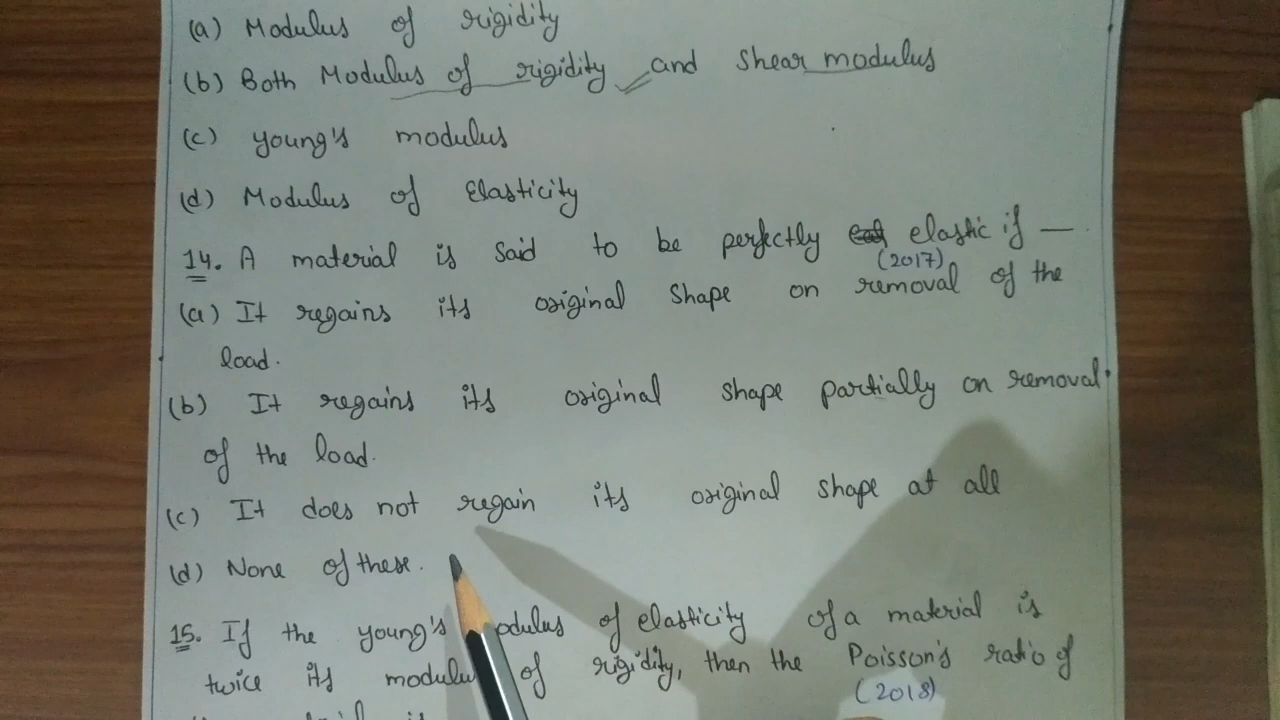 (a) Modulus of rigidity
(b) Both Modulus of rigidity and Shear modulus
(c) young's modulus
(d) Modulus of Elasticity
14. A material is said to be perfectly elastic if —
(2017)
(a) It regains its original shape on removal of the
load.
(b) It regains its original shape partially on removal
of the load.
(c) It does not regain its original shape at all
(d) None of these.
15. If the young's of elasticity of a material is
twice its of rigidity, then the Poisson's ratio of
(2018)